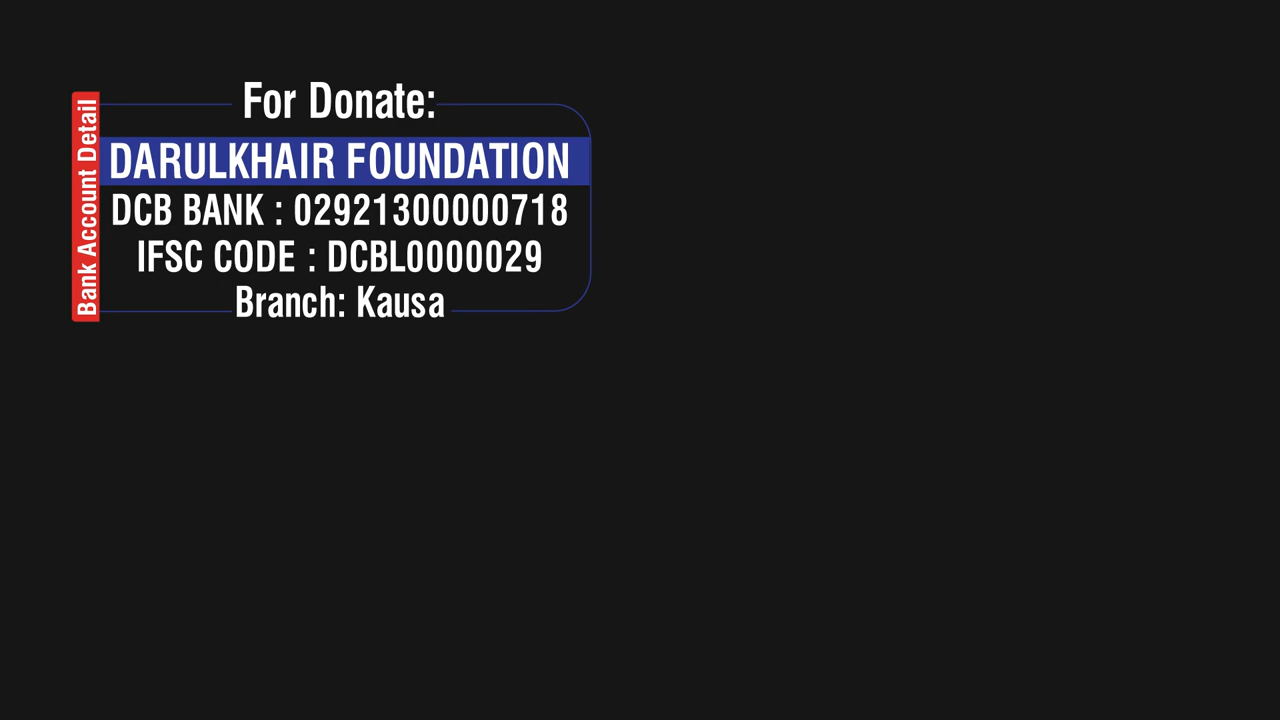 For Donate:
Bank Account Detail
DARULKHAIR FOUNDATION
DCB BANK : 02921300000718
IFSC CODE : DCBL0000029
Branch: Kausa